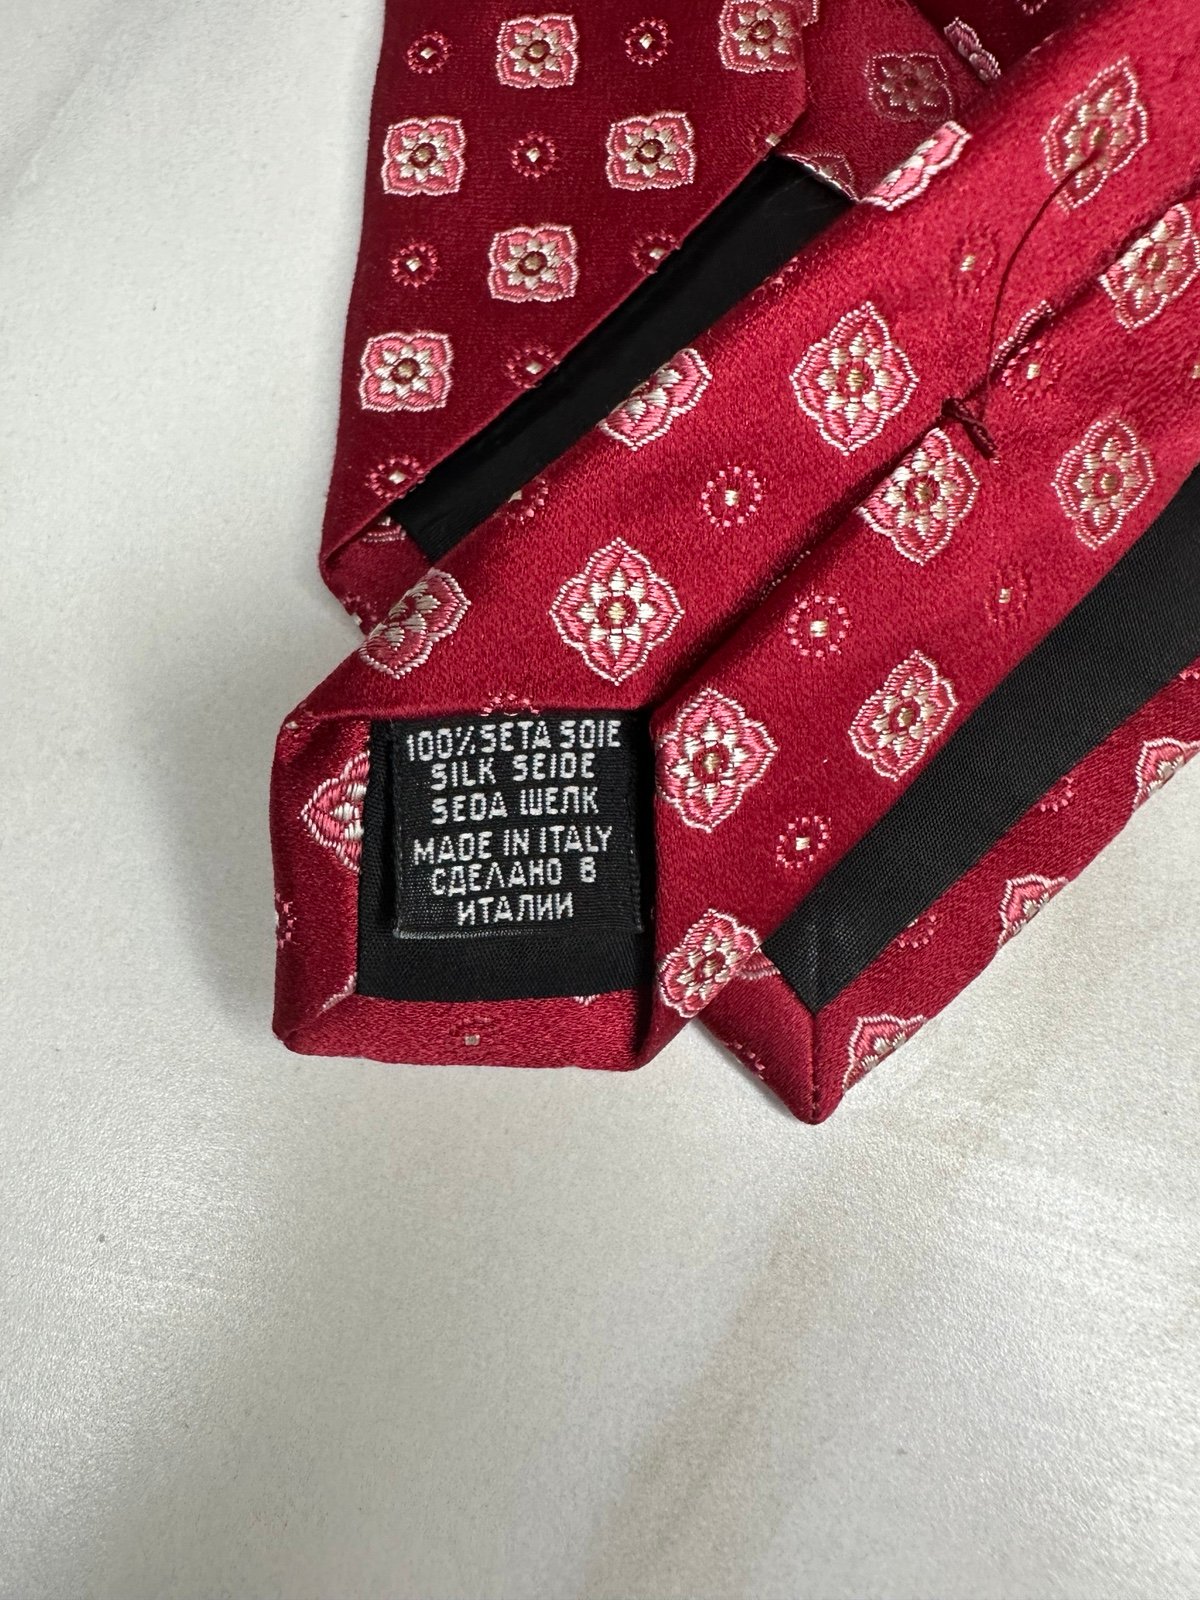 100% SETA SOIE
SILK SEIDE
SEDA ШЕЛК
MADE IN ITALY
СДЕЛАНО В
ИТАЛИИ